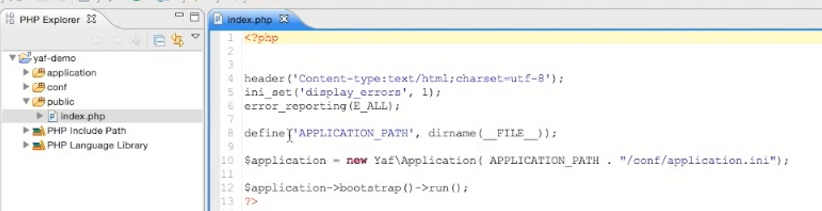 PHP Explorer
index.php
yaf-demo
application
conf
public
index.php
PHP Include Path
PHP Language Library
1 <?php
2
3
4 header('Content-type:text/html;charset=utf-8');
5 ini_set('display_errors', 1);
6 error_reporting(E_ALL);
7
8 define('APPLICATION_PATH', dirname(__FILE__));
9
10 $application = new Yaf\Application( APPLICATION_PATH . "/conf/application.ini");
11
12 $application->bootstrap()->run();
13 ?>